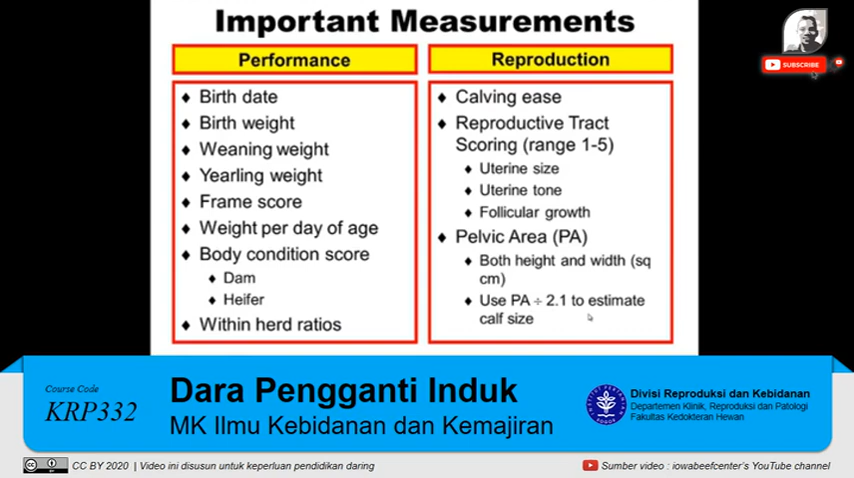 Important Measurements
Performance
♦ Birth date
♦ Birth weight
♦ Weaning weight
♦ Yearling weight
♦ Frame score
♦ Weight per day of age
♦ Body condition score
♦ Dam
♦ Heifer
♦ Within herd ratios
Reproduction
♦ Calving ease
♦ Reproductive Tract
Scoring (range 1-5)
♦ Uterine size
♦ Uterine tone
♦ Follicular growth
♦ Pelvic Area (PA)
♦ Both height and width (sq
cm)
♦ Use PA ÷ 2.1 to estimate
calf size
SUBSCRIBE
Course Code
KRP332
Dara Pengganti Induk
MK Ilmu Kebidanan dan Kemajiran
Divisi Reproduksi dan Kebidanan
Departemen Klinik, Reproduksi dan Patologi
Fakultas Kedokteran Hewan
CC BY 2020 | Video ini disusun untuk keperluan pendidikan daring
Sumber video : iowabeefcenter's YouTube channel